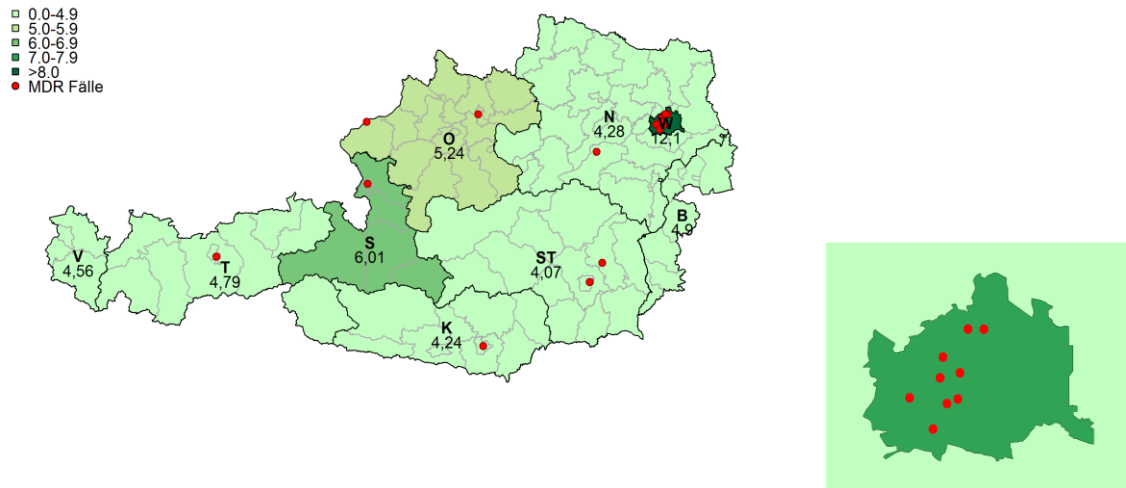 0.0-4.9
5.0-5.9
6.0-6.9
7.0-7.9
>8.0
MDR Fälle
N
4,28
W
12,1
O
5,24
B
4,9
S
6,01
ST
4,07
V
4,56
T
4,79
K
4,24